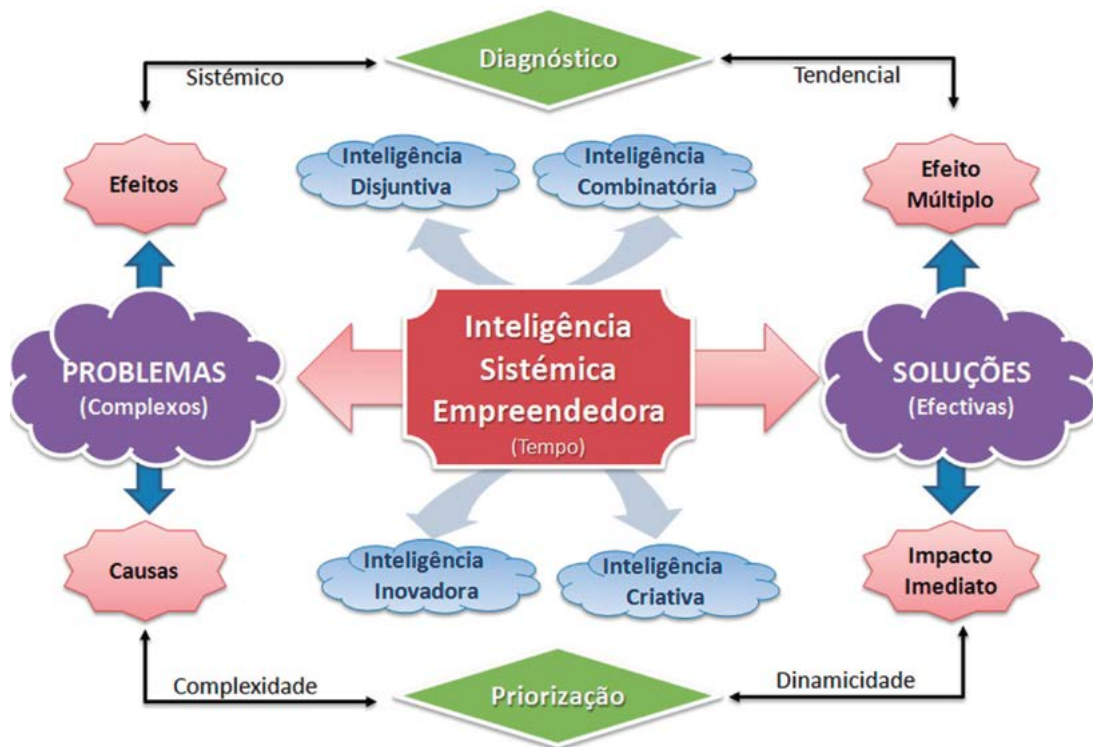 Diagnóstico
Sistémico
Tendencial
Inteligência
Disjuntiva
Inteligência
Combinatória
Efeitos
Efeito
Múltiplo
Inteligência
Sistémica
Empreendedora
(Tempo)
PROBLEMAS
(Complexos)
SOLUÇÕES
(Efectivas)
Causas
Inteligência
Inovadora
Inteligência
Criativa
Impacto
Imediato
Complexidade
Priorização
Dinamicidade